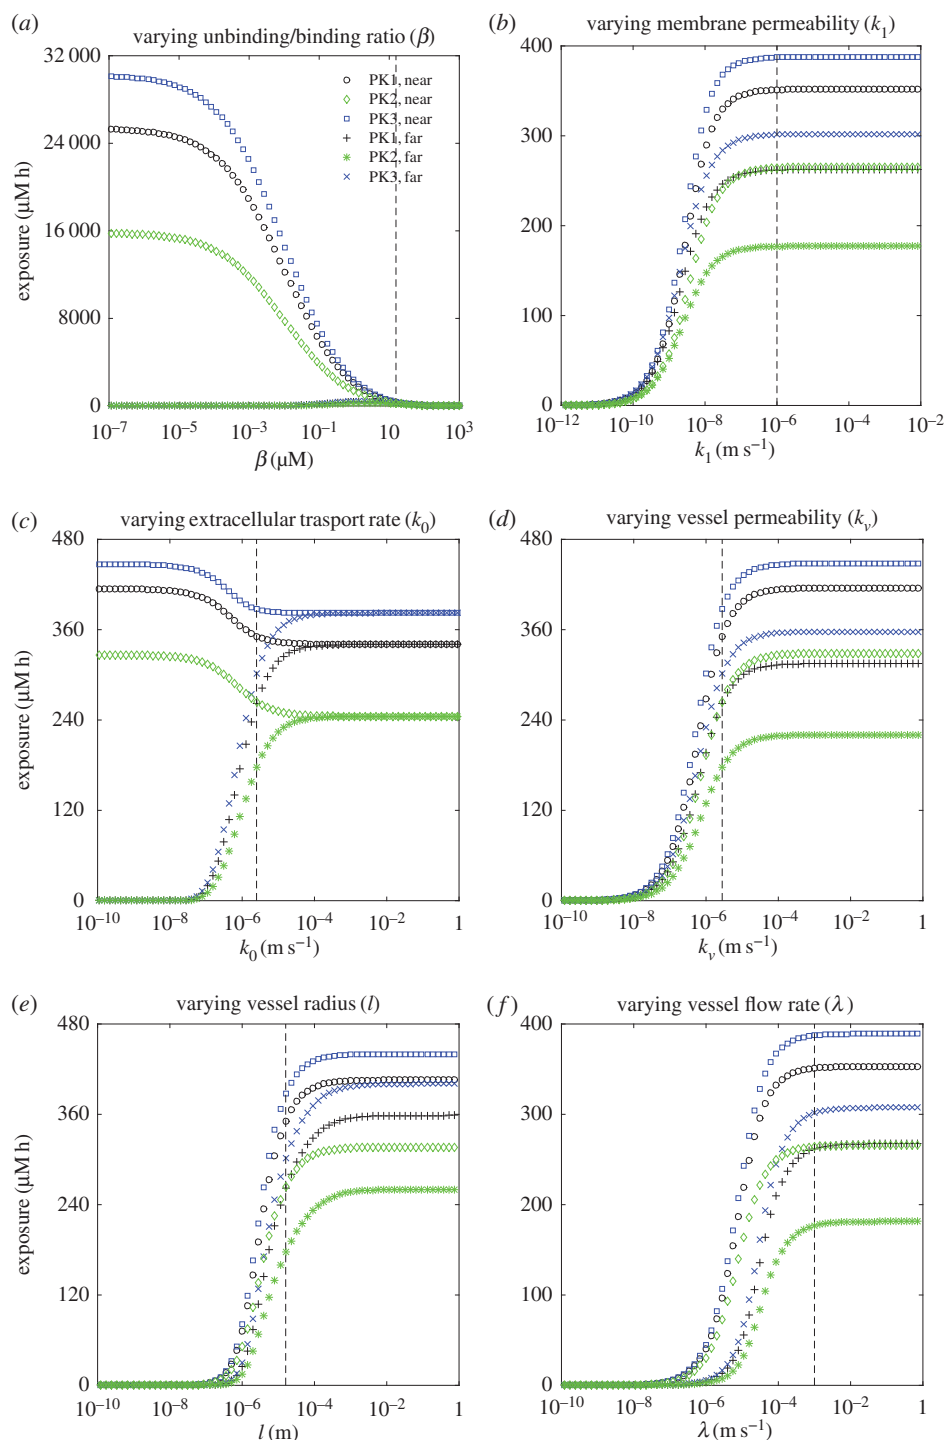 (a) varying unbinding/binding ratio (β)
32 000
24 000
16 000
8000
0
exposure (µM h)
PK1, near
PK2, near
PK3, near
PK1, far
PK2, far
PK3, far
10−7 10−5 10−3 10−1 10 103
β (µM)
(b) varying membrane permeability (k1)
400
300
200
100
0
10−12 10−10 10−8 10−6 10−4 10−2
k1 (m s−1)
(c) varying extracellular trasport rate (k0)
480
360
240
120
0
exposure (µM h)
10−10 10−8 10−6 10−4 10−2 1
k0 (m s−1)
(d) varying vessel permeability (kv)
480
360
240
120
0
10−10 10−8 10−6 10−4 10−2 1
kv (m s−1)
(e) varying vessel radius (l)
480
360
240
120
0
exposure (µM h)
10−10 10−8 10−6 10−4 10−2 1
l (m)
(f) varying vessel flow rate (λ)
400
300
200
100
0
10−10 10−8 10−6 10−4 10−2 1
λ (m s−1)